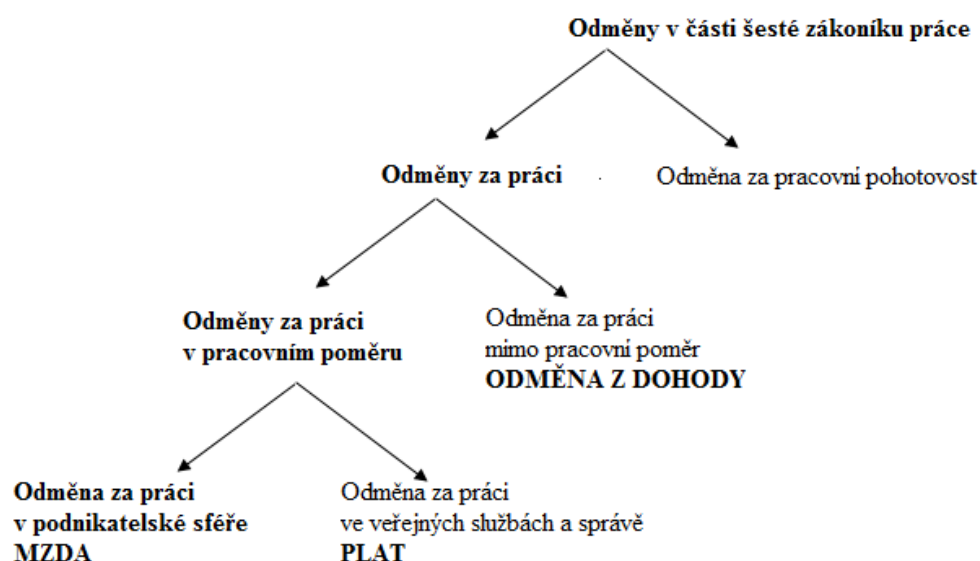 Odměny v části šesté zákoníku práce
Odměny za práci
Odměna za pracovní pohotovost
Odměny za práci
v pracovním poměru
Odměna za práci
mimo pracovní poměr
ODMĚNA Z DOHODY
Odměna za práci
v podnikatelské sféře
MZDA
Odměna za práci
ve veřejných službách a správě
PLAT